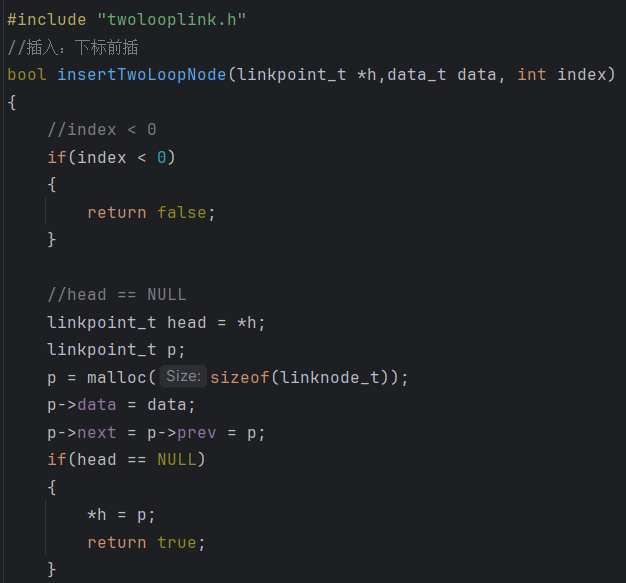 #include "twolooplink.h"
//插入：下标前插
bool insertTwoLoopNode(linkpoint_t *h,data_t data, int index)
{
//index < 0
if(index < 0)
{
return false;
}
//head == NULL
linkpoint_t head = *h;
linkpoint_t p;
p = malloc( Size: sizeof(linknode_t));
p->data = data;
p->next = p->prev = p;
if(head == NULL)
{
*h = p;
return true;
}